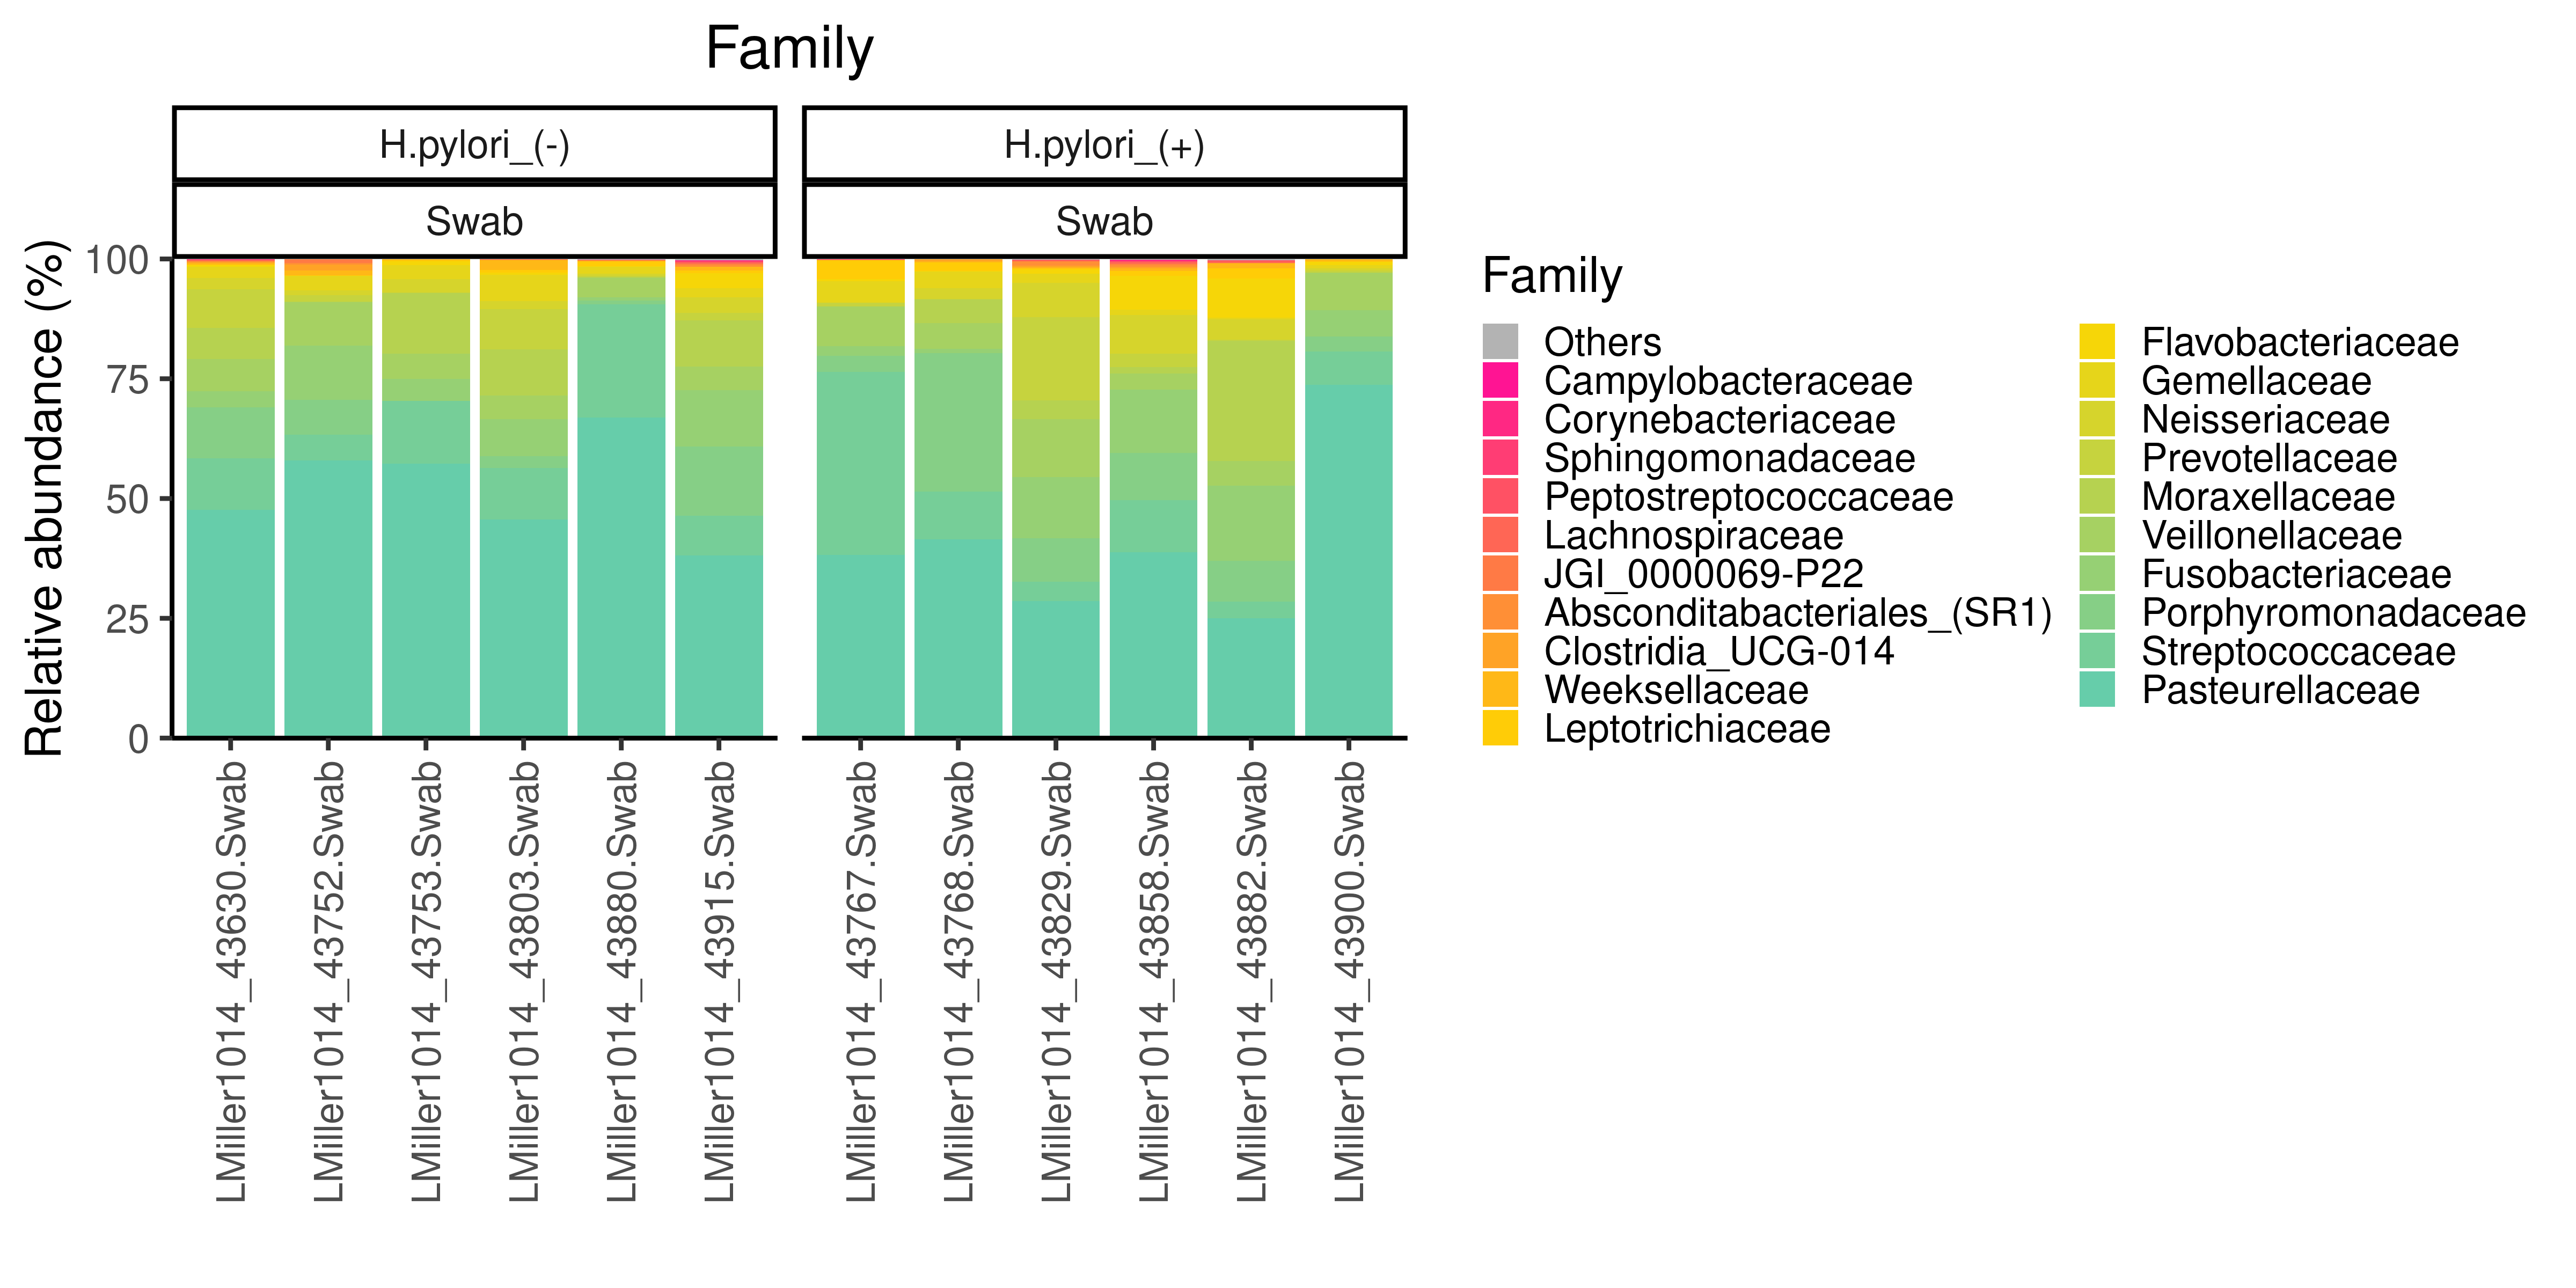 Family
H.pylori_(-)
H.pylori_(+)
Swab
Swab
Relative abundance (%)
100
75
50
25
0
LMiller1014_43630.Swab
LMiller1014_43752.Swab
LMiller1014_43753.Swab
LMiller1014_43803.Swab
LMiller1014_43880.Swab
LMiller1014_43915.Swab
LMiller1014_43767.Swab
LMiller1014_43768.Swab
LMiller1014_43829.Swab
LMiller1014_43858.Swab
LMiller1014_43882.Swab
LMiller1014_43900.Swab
Family
Others
Campylobacteraceae
Corynebacteriaceae
Sphingomonadaceae
Peptostreptococcaceae
Lachnospiraceae
JGI_0000069-P22
Absconditabacteriales_(SR1)
Clostridia_UCG-014
Weeksellaceae
Leptotrichiaceae
Flavobacteriaceae
Gemellaceae
Neisseriaceae
Prevotellaceae
Moraxellaceae
Veillonellaceae
Fusobacteriaceae
Porphyromonadaceae
Streptococcaceae
Pasteurellaceae